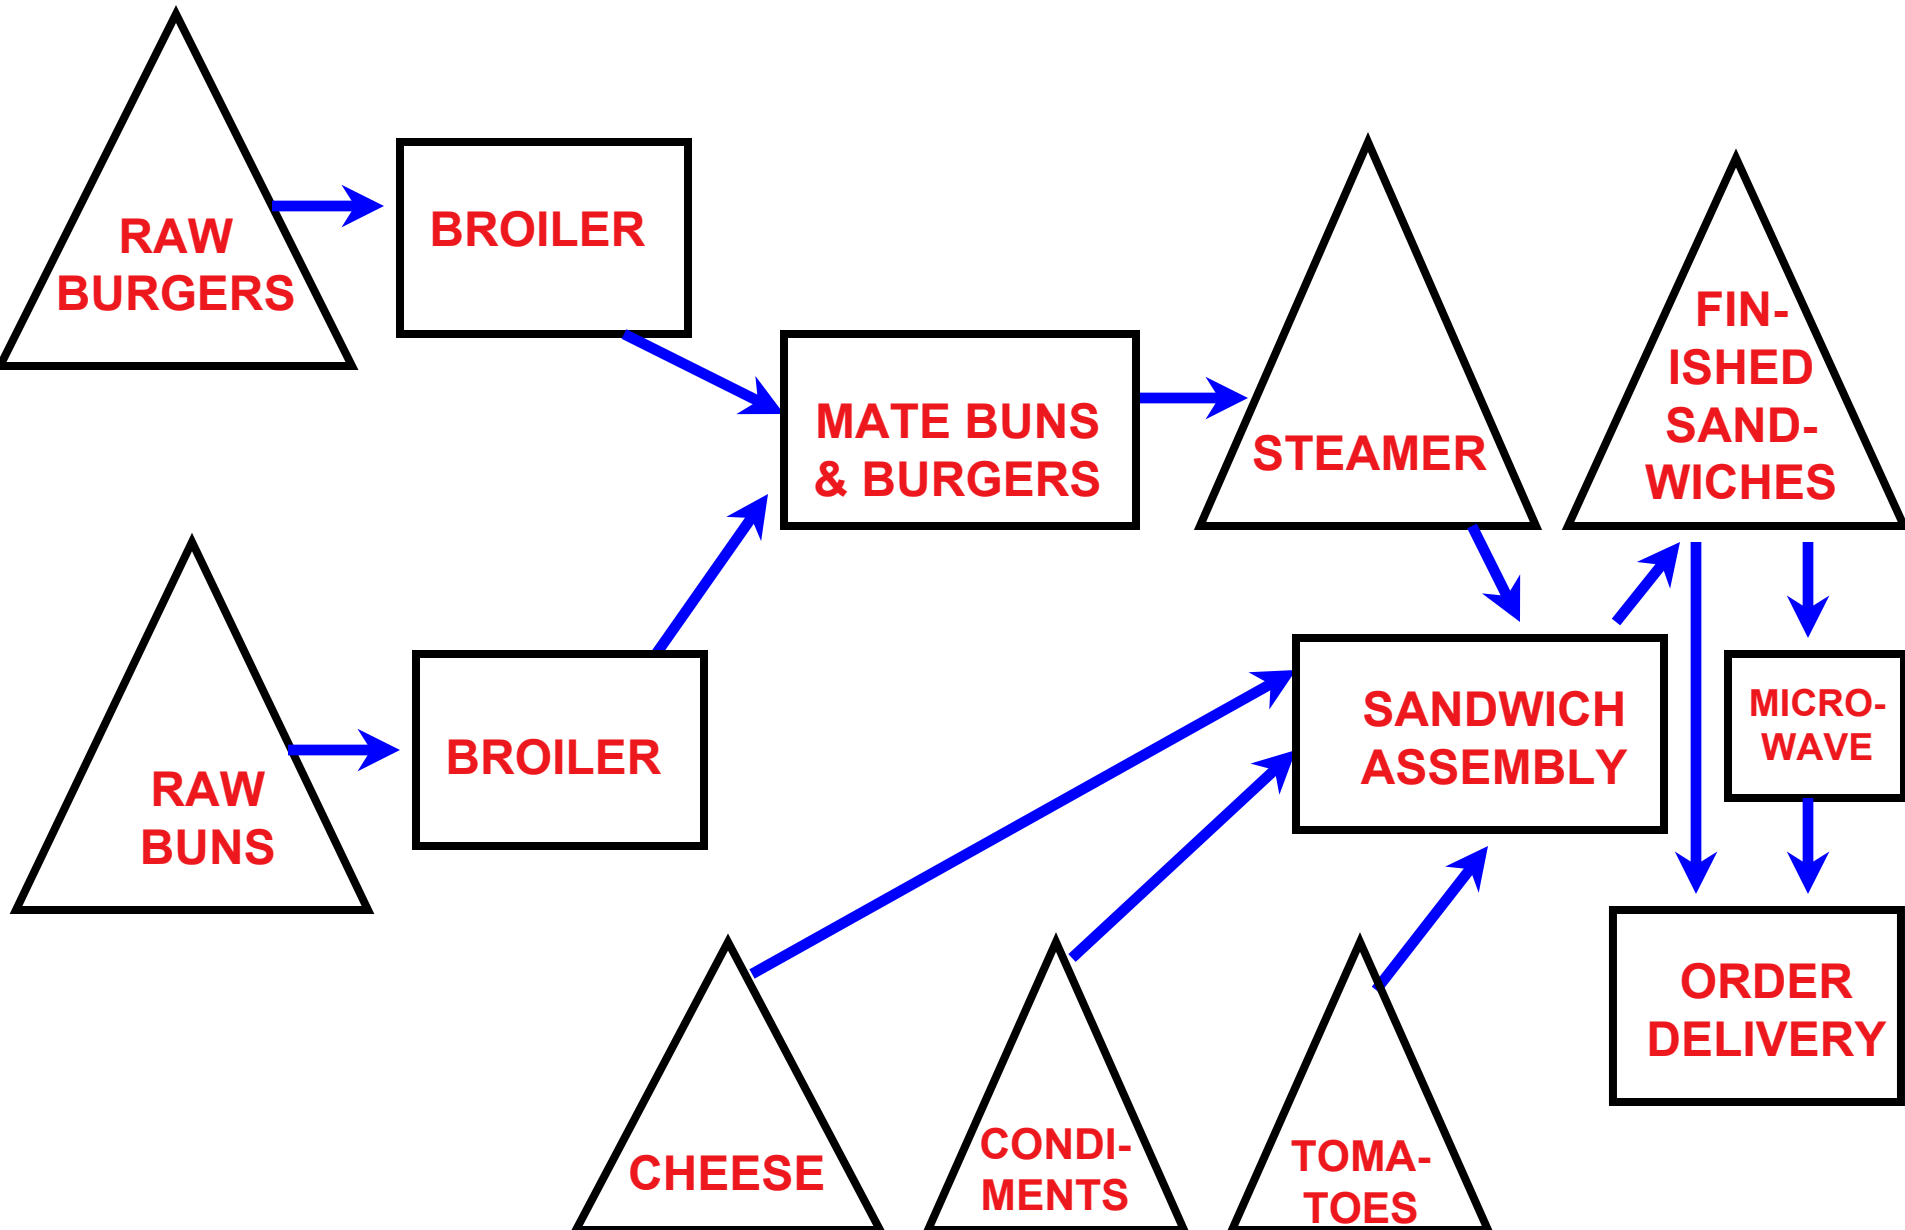 RAW
BURGERS
BROILER
MATE BUNS
& BURGERS
STEAMER
FIN-
ISHED
SAND-
WICHES
RAW
BUNS
BROILER
SANDWICH
ASSEMBLY
MICRO-
WAVE
ORDER
DELIVERY
CHEESE
CONDI-
MENTS
TOMA-
TOES